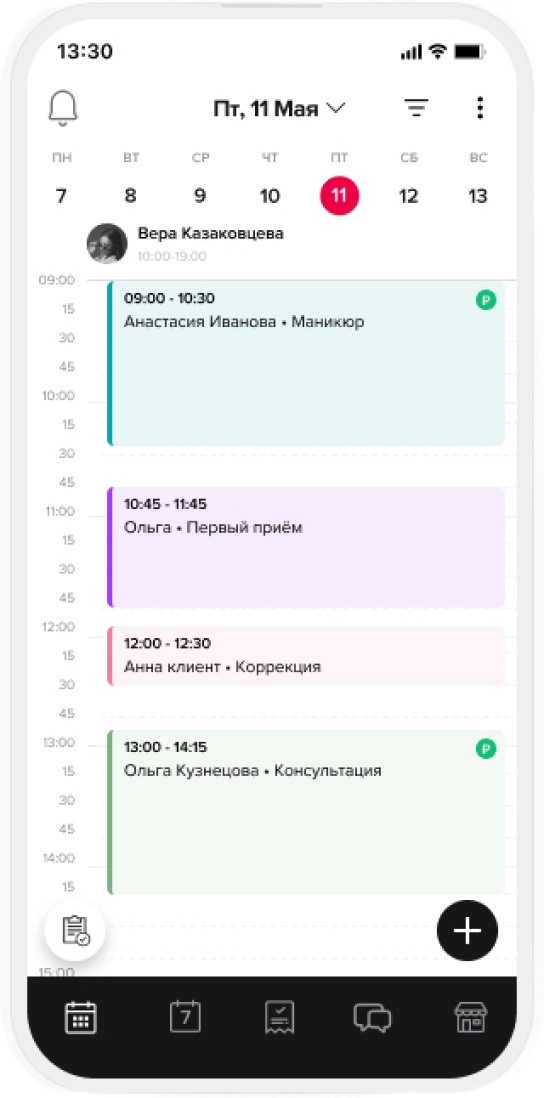 13:30
Пт, 11 Мая
ПН ВТ СР ЧТ ПТ СБ ВС
7 8 9 10 11 12 13
Вера Казаковцева
10:00-19:00
09:00
09:00 - 10:30
P
15
Анастасия Иванова • Маникюр
30
45
10:00
15
30
45
10:45 - 11:45
11:00
Ольга • Первый приём
15
30
45
12:00
12:00 - 12:30
15
Анна клиент • Коррекция
30
45
13:00
13:00 - 14:15
P
15
Ольга Кузнецова • Консультация
30
45
14:00
15
15:00
7